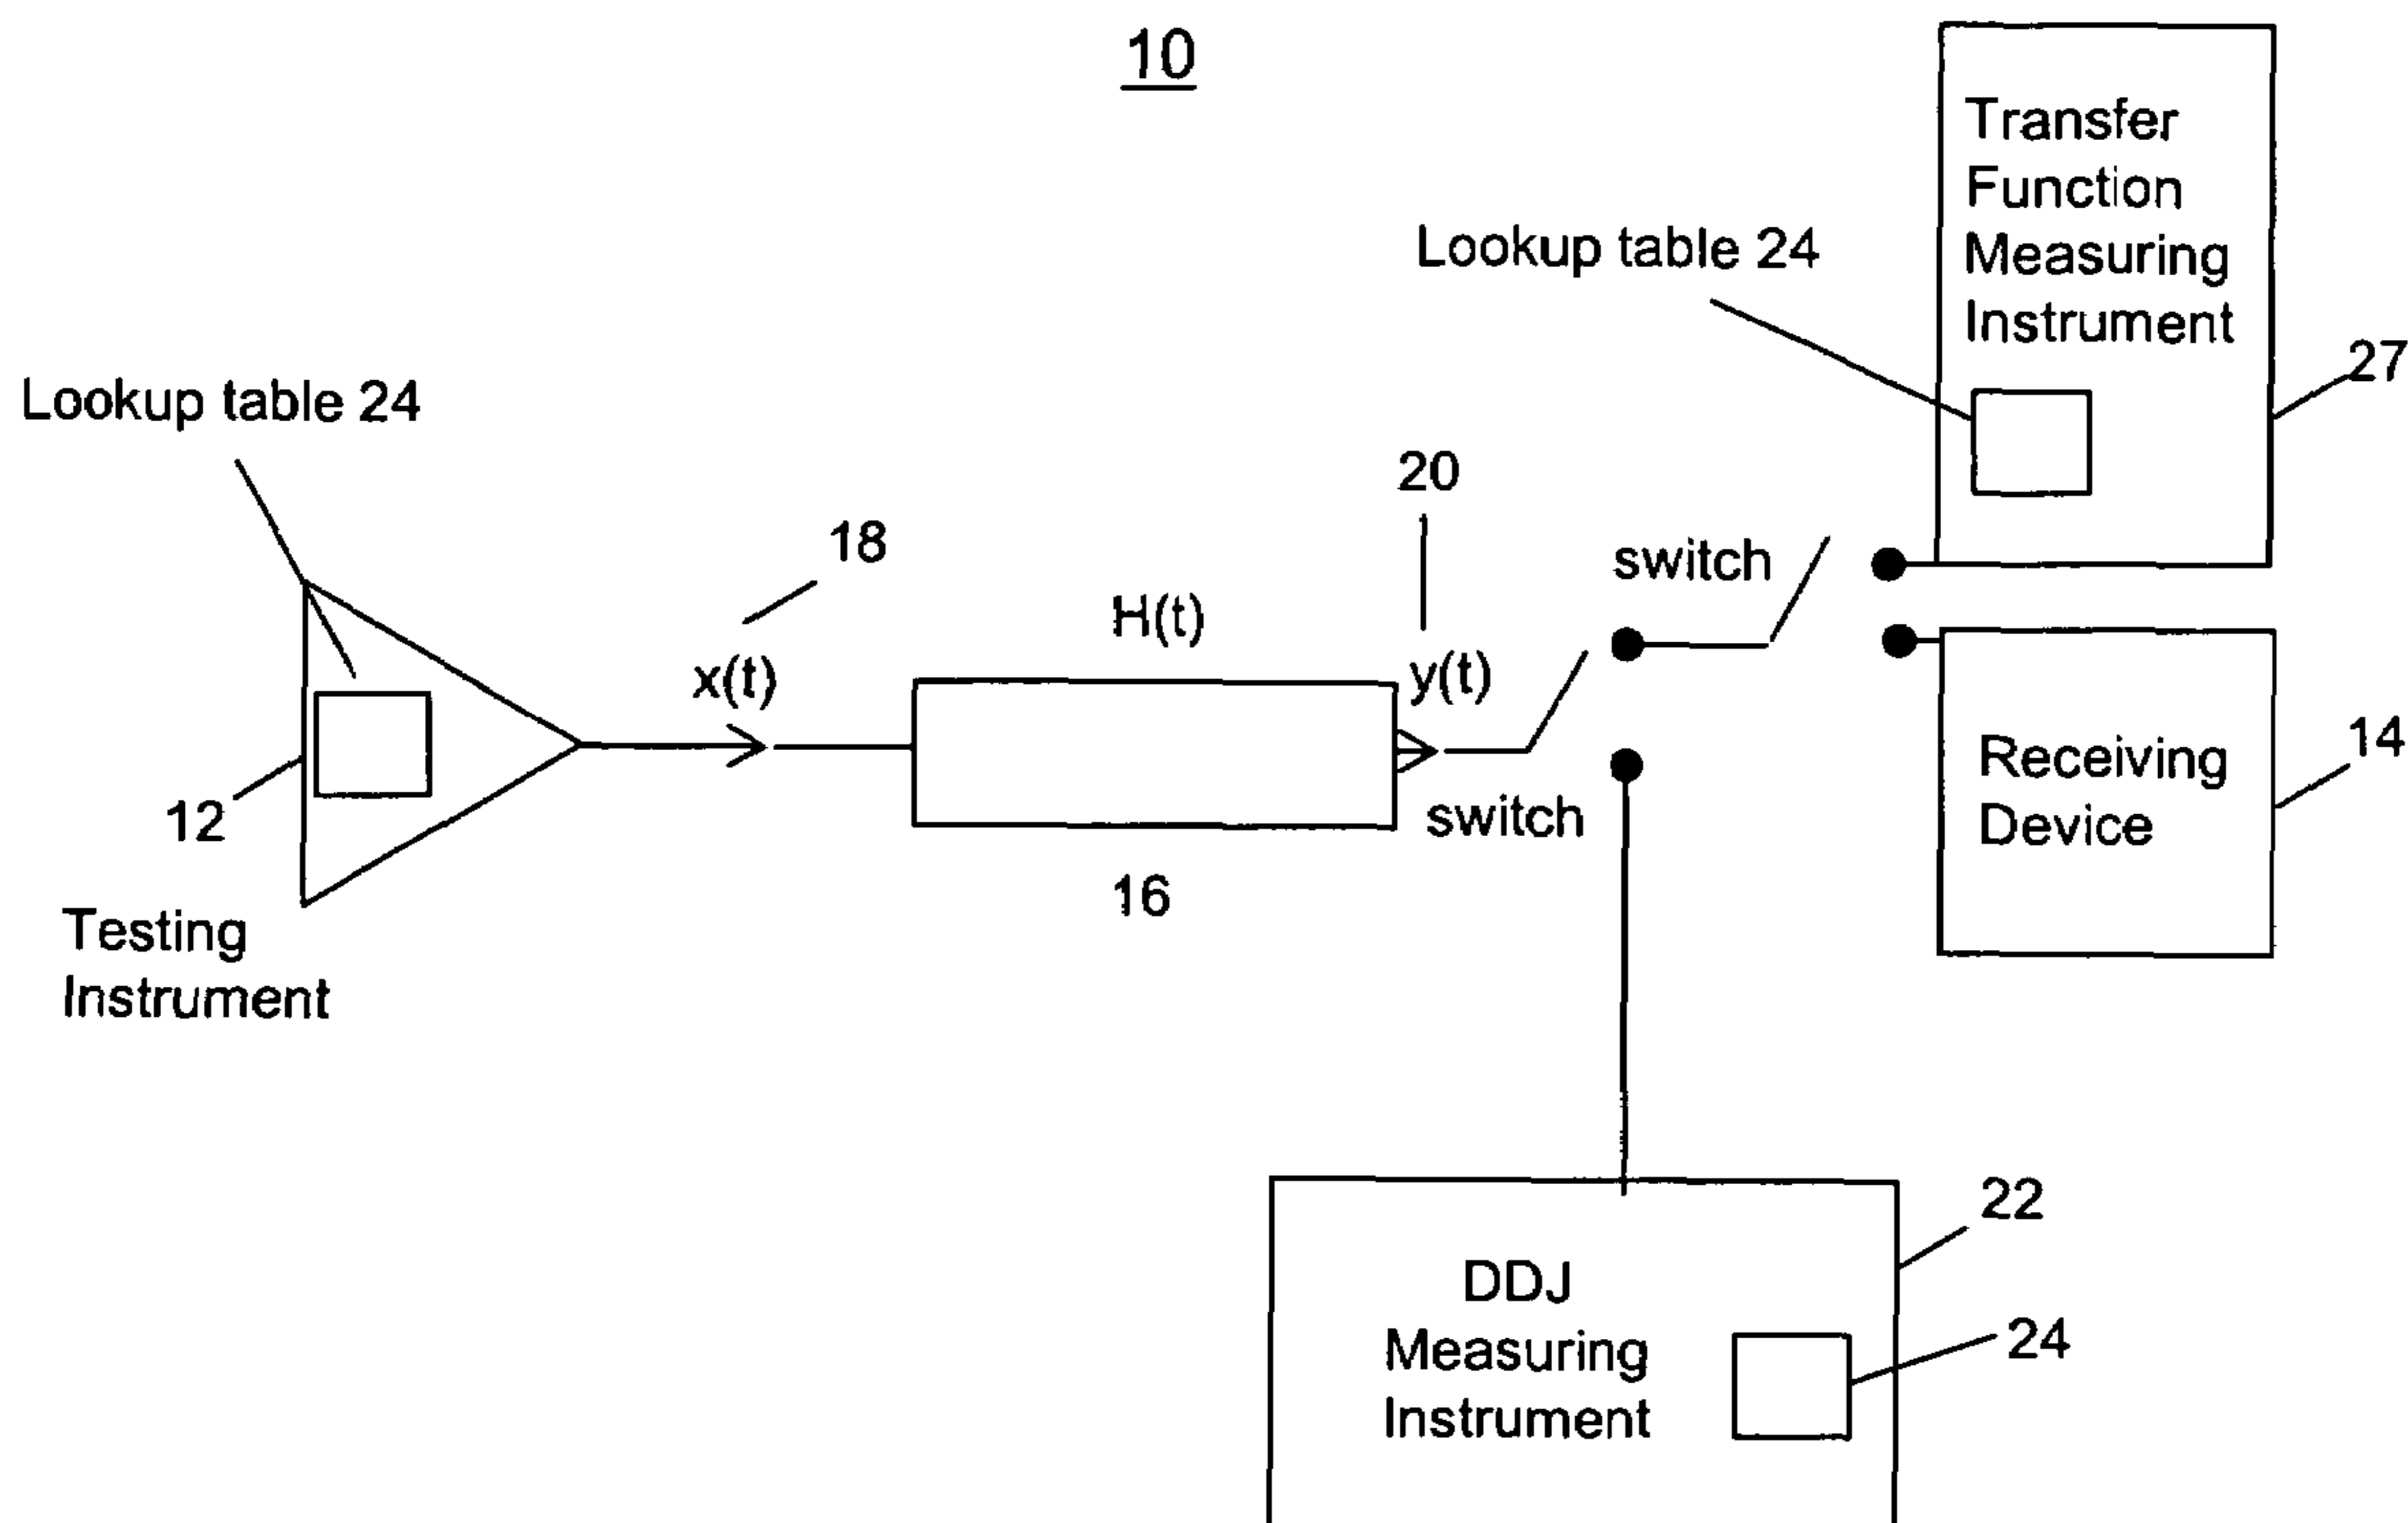 10
Transfer
Function
Measuring
Instrument
Lookup table 24
27
Lookup table 24
20
18
switch
H(t)
x(t)
y(t)
14
Receiving
Device
12
switch
16
Testing
Instrument
22
DDJ
Measuring
Instrument
24